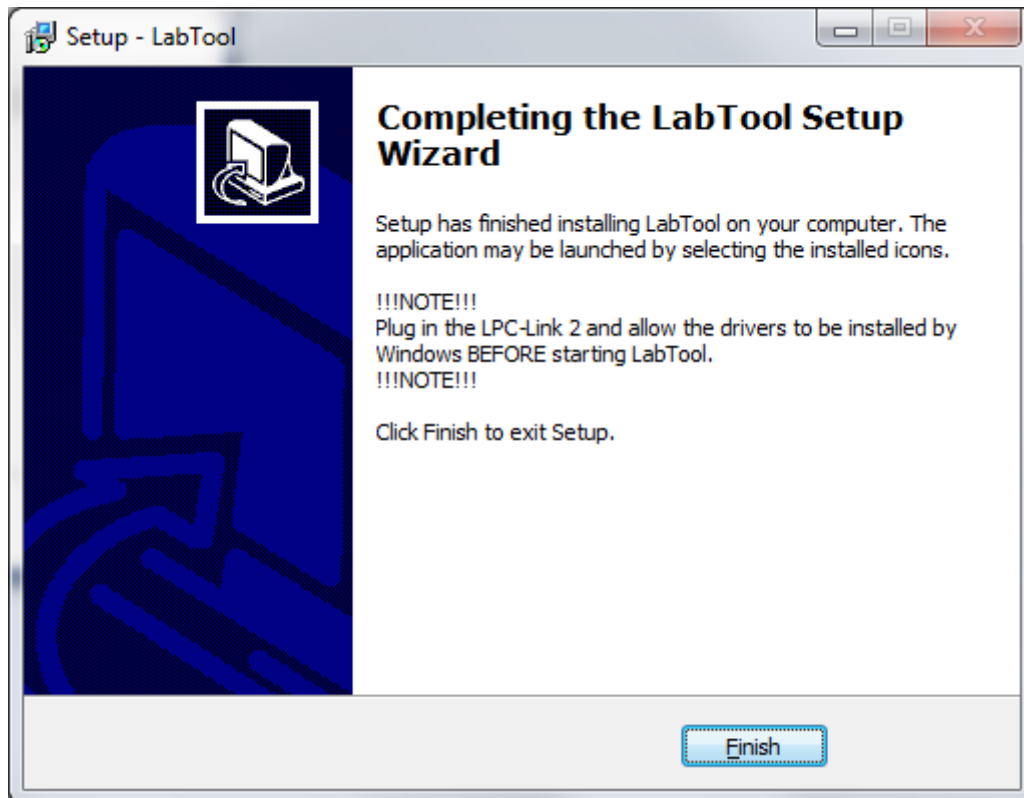 Setup - LabTool
Completing the LabTool Setup
Wizard
Setup has finished installing LabTool on your computer. The
application may be launched by selecting the installed icons.
!!!NOTE!!!
Plug in the LPC-Link 2 and allow the drivers to be installed by
Windows BEFORE starting LabTool.
!!!NOTE!!!
Click Finish to exit Setup.
Finish